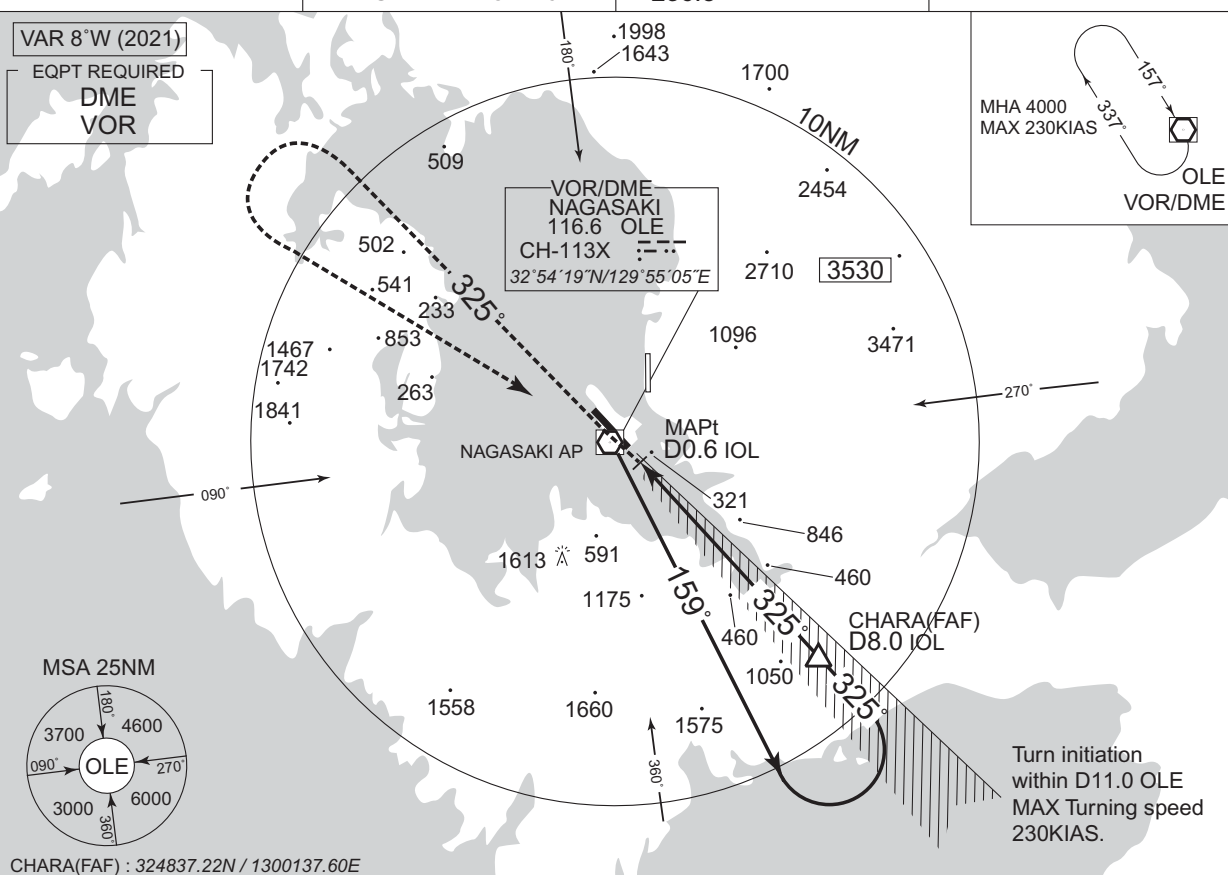 VAR 8°W (2021)
EQPT REQUIRED
DME
VOR
180°
1998
1643
1700
10NM
509
2454
157°
337°
MHA 4000
MAX 230KIAS
OLE
VOR/DME
VOR/DME
NAGASAKI
116.6 OLE
CH-113X
32°54´19˝N/129°55´05˝E
502
541
233
325°
2710
3530
853
1467
1742
263
1841
1096
3471
270°
NAGASAKI AP
MAPt
D0.6 IOL
090°
321
846
460
1613
591
1175
159°
325°
460
CHARA(FAF)
D8.0 IOL
1050
325°
1558
1660
1575
360°
MSA 25NM
180°
3700
4600
090°
OLE
270°
3000
6000
360°
Turn initiation
within D11.0 OLE
MAX Turning speed
230KIAS.
CHARA(FAF) : 324837.22N / 1300137.60E